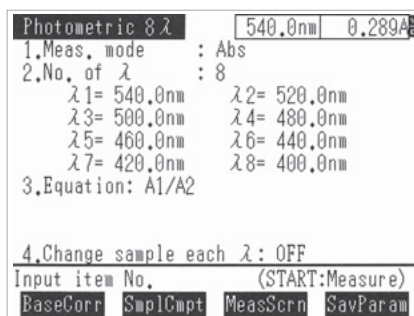 Photometric 8λ 540.0nm 0.289A
1.Meas. mode : Abs
2.No. of λ : 8
λ1= 540.0nm λ2= 520.0nm
λ3= 500.0nm λ4= 480.0nm
λ5= 460.0nm λ6= 440.0nm
λ7= 420.0nm λ8= 400.0nm
3.Equation: A1/A2
4.Change sample each λ: OFF
Input item No. (START:Measure)
BaseCorr SmplCmpt MeasScrn SavParam